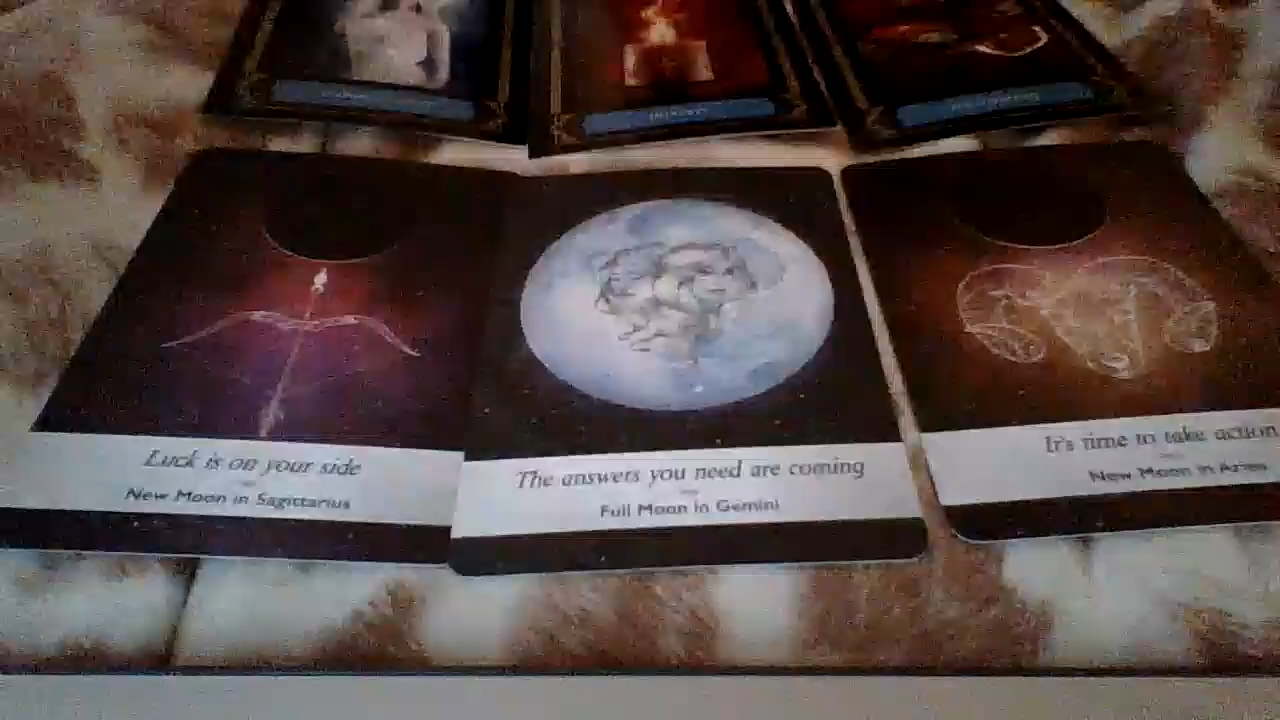 Luck is on your side
New Moon in Sagittarius
The answers you need are coming
Full Moon in Gemini
It's time to take action
New Moon in Aries